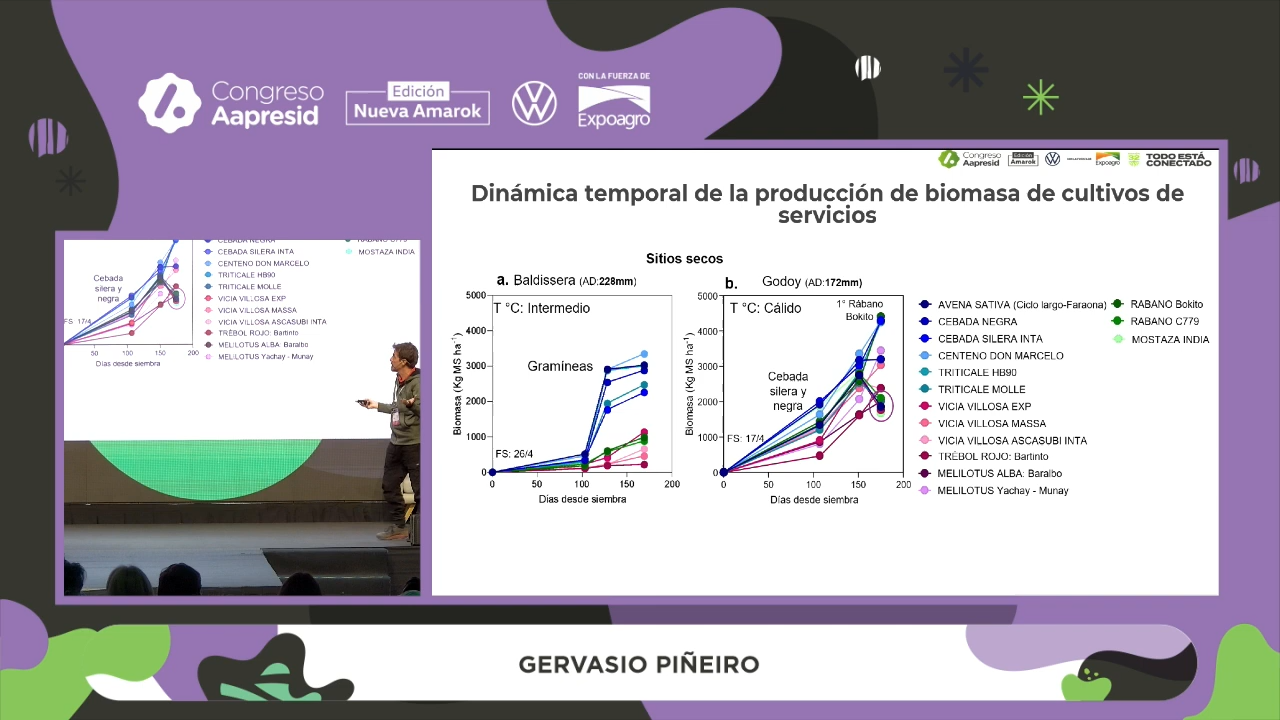 Congreso
Aapresid
Edición
Nueva Amarok
CON LA FUERZA DE
Expoagro
Congreso
Aapresid
Edición
Amarok
Expoagro
TODO ESTÁ
CONECTADO
Dinámica temporal de la producción de biomasa de cultivos de
servicios
Sitios secos
a. Baldissera (AD:228mm)
T °C: Intermedio
Gramíneas
FS: 26/4
Biomasa (Kg MS ha-1)
5000
4000
3000
2000
1000
0
0 50 100 150 200
Días desde siembra
b. Godoy (AD:172mm)
T °C: Cálido
1° Rábano
Bokito
Cebada
silera y
negra
FS: 17/4
Biomasa (Kg MS ha-1)
5000
4000
3000
2000
1000
0
0 50 100 150 200
Días desde siembra
AVENA SATIVA (Ciclo largo-Faraona)
CEBADA NEGRA
CEBADA SILERA INTA
CENTENO DON MARCELO
TRITICALE HB90
TRITICALE MOLLE
VICIA VILLOSA EXP
VICIA VILLOSA MASSA
VICIA VILLOSA ASCASUBI INTA
TRÉBOL ROJO: Bartinto
MELILOTUS ALBA: Baralbo
MELILOTUS Yachay - Munay
RABANO Bokito
RABANO C779
MOSTAZA INDIA
CEBADA NEGRA
CEBADA SILERA INTA
CENTENO DON MARCELO
TRITICALE HB90
TRITICALE MOLLE
VICIA VILLOSA EXP
VICIA VILLOSA MASSA
VICIA VILLOSA ASCASUBI INTA
TRÉBOL ROJO: Bartinto
MELILOTUS ALBA: Baralbo
MELILOTUS Yachay - Munay
RABANO C779
MOSTAZA INDIA
Cebada
silera y
negra
FS: 17/4
50 100 150 200
Días desde siembra
GERVASIO PIÑEIRO